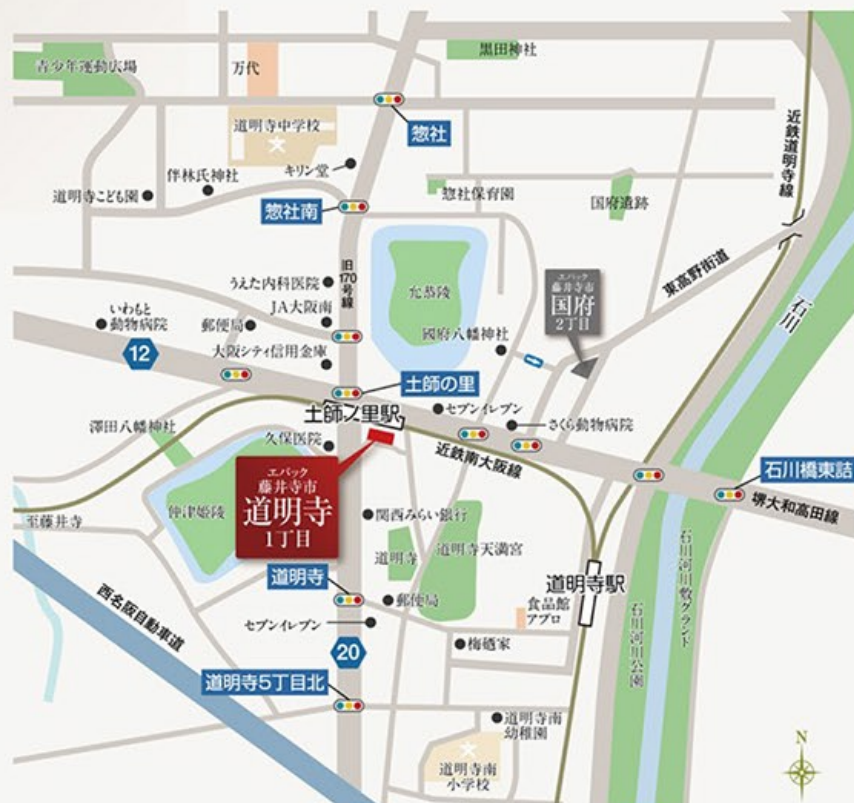 黒田神社
青少年運動広場
万代
惣社
道明寺中学校
近鉄道明寺線
キリン堂
伴林氏神社
道明寺こども園
惣社保育園
国府遺跡
惣社南
旧170号線
東高野街道
うえた内科医院
允恭陵
エバック
藤井寺市
国府
2丁目
石川
JA大阪南
いわもと
動物病院
郵便局
國府八幡神社
12
大阪シティ信用金庫
土師の里
土師ノ里駅
セブンイレブン
さくら動物病院
澤田八幡神社
久保医院
近鉄南大阪線
石川橋東詰
エバック
藤井寺市
道明寺
1丁目
堺大和高田線
仲津姫陵
関西みらい銀行
至藤井寺
道明寺
道明寺天満宮
石川河川敷グランド
道明寺
道明寺駅
西名阪自動車道
郵便局
食品館
アプロ
セブンイレブン
石川河川公園
20
梅廼家
道明寺5丁目北
道明寺南
幼稚園
N
道明寺南
小学校